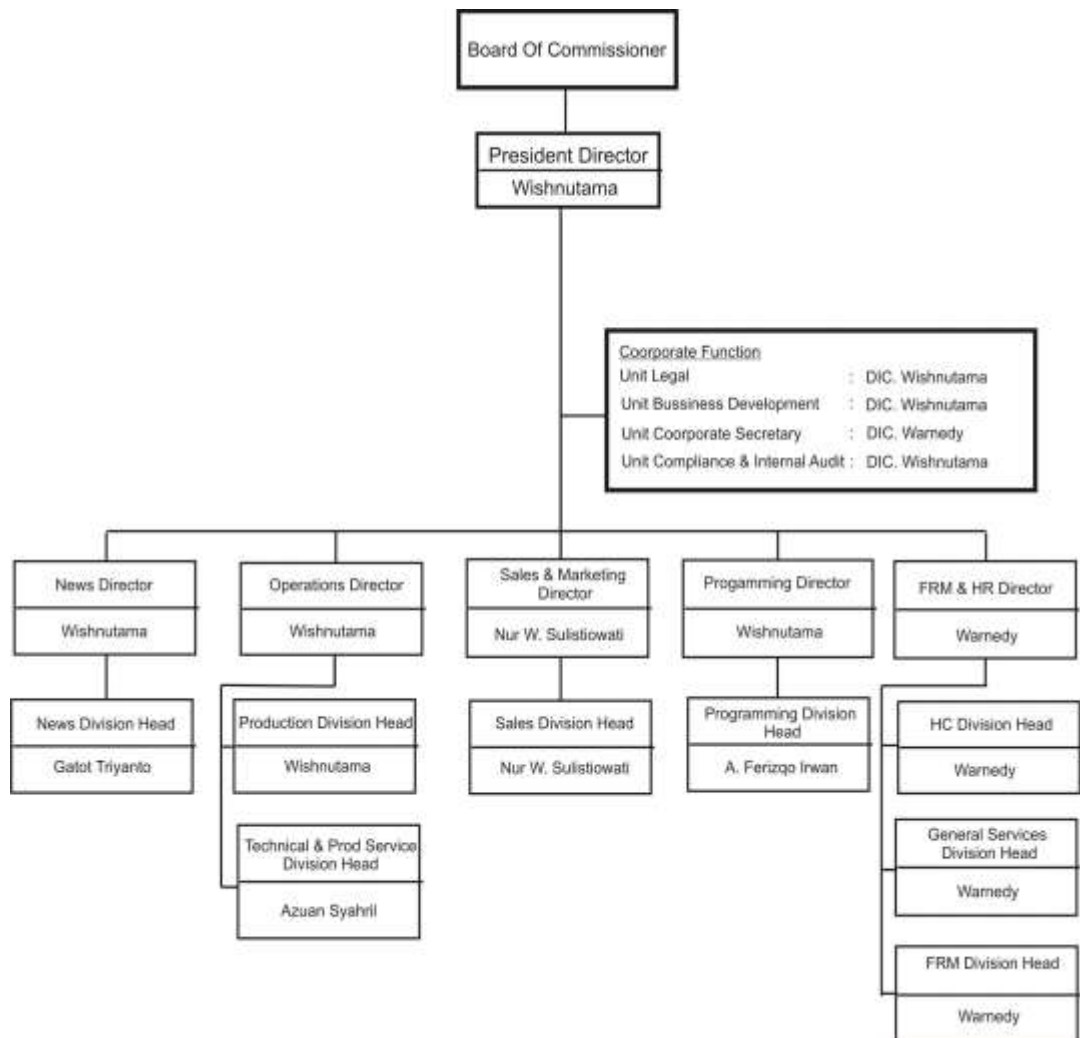 Board Of Commissioner
President Director
Wishnutama
Coorporate Function
Unit Legal : DIC. Wishnutama
Unit Bussiness Development : DIC. Wishnutama
Unit Coorporate Secretary : DIC. Warnedy
Unit Compliance & Internal Audit : DIC. Wishnutama
News Director
Wishnutama
Operations Director
Wishnutama
Sales & Marketing
Director
Nur W. Sulistiowati
Progamming Director
Wishnutama
FRM & HR Director
Warnedy
News Division Head
Gatot Triyanto
Production Division Head
Wishnutama
Sales Division Head
Nur W. Sulistiowati
Programming Division
Head
A. Ferizqo Irwan
HC Division Head
Warnedy
Technical & Prod Service
Division Head
Azuan Syahril
General Services
Division Head
Warnedy
FRM Division Head
Warnedy